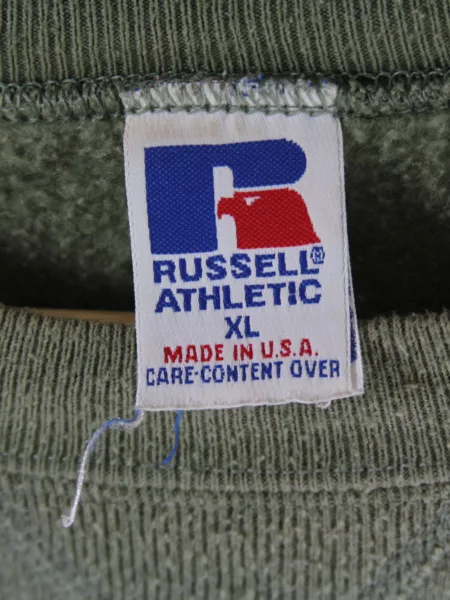 R
RUSSELL®
ATHLETIC
XL
MADE IN U.S.A.
CARE-CONTENT OVER